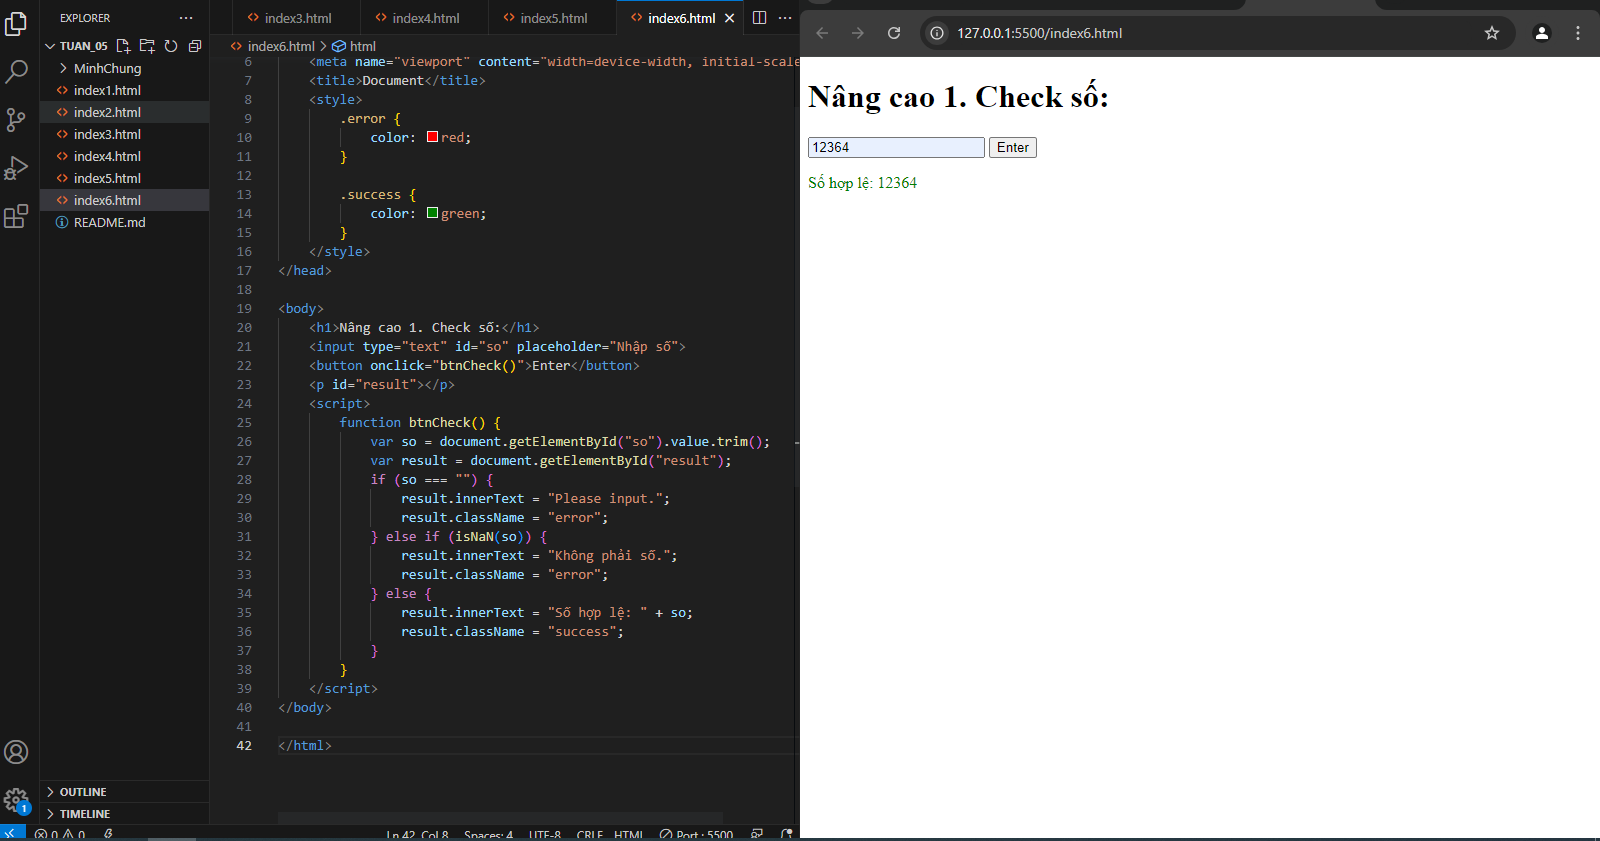 EXPLORER
TUAN_05
MinhChung
index1.html
index2.html
index3.html
index4.html
index5.html
index6.html
README.md
OUTLINE
TIMELINE
index3.html
index4.html
index5.html
index6.html
index6.html > html
6 <meta name="viewport" content="width=device-width, initial-scale
7 <title>Document</title>
8 <style>
9 .error {
10 color: red;
11 }
12
13 .success {
14 color: green;
15 }
16 </style>
17 </head>
18
19 <body>
20 <h1>Nâng cao 1. Check số:</h1>
21 <input type="text" id="so" placeholder="Nhập số">
22 <button onclick="btnCheck()">Enter</button>
23 <p id="result"></p>
24 <script>
25 function btnCheck() {
26 var so = document.getElementById("so").value.trim();
27 var result = document.getElementById("result");
28 if (so === "") {
29 result.innerText = "Please input.";
30 result.className = "error";
31 } else if (isNaN(so)) {
32 result.innerText = "Không phải số.";
33 result.className = "error";
34 } else {
35 result.innerText = "Số hợp lệ: " + so;
36 result.className = "success";
37 }
38 }
39 </script>
40 </body>
41
42 </html>
1
0 0 Ln 42, Col 8 Spaces: 4 UTF-8 CRLF HTML Port : 5500
127.0.0.1:5500/index6.html
Nâng cao 1. Check số:
12364 Enter
Số hợp lệ: 12364